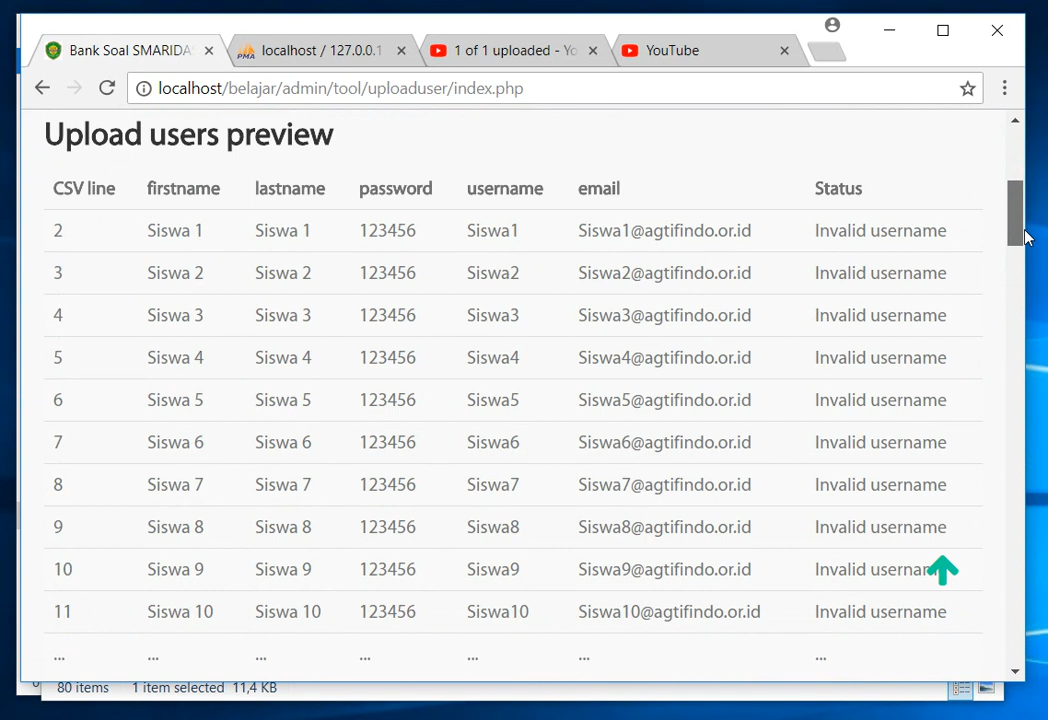 Bank Soal SMARIDA
localhost / 127.0.0.1
1 of 1 uploaded - Yo
YouTube
localhost/belajar/admin/tool/uploaduser/index.php
Upload users preview
CSV line firstname lastname password username email Status
2 Siswa 1 Siswa 1 123456 Siswa1 Siswa1@agtifindo.or.id Invalid username
3 Siswa 2 Siswa 2 123456 Siswa2 Siswa2@agtifindo.or.id Invalid username
4 Siswa 3 Siswa 3 123456 Siswa3 Siswa3@agtifindo.or.id Invalid username
5 Siswa 4 Siswa 4 123456 Siswa4 Siswa4@agtifindo.or.id Invalid username
6 Siswa 5 Siswa 5 123456 Siswa5 Siswa5@agtifindo.or.id Invalid username
7 Siswa 6 Siswa 6 123456 Siswa6 Siswa6@agtifindo.or.id Invalid username
8 Siswa 7 Siswa 7 123456 Siswa7 Siswa7@agtifindo.or.id Invalid username
9 Siswa 8 Siswa 8 123456 Siswa8 Siswa8@agtifindo.or.id Invalid username
10 Siswa 9 Siswa 9 123456 Siswa9 Siswa9@agtifindo.or.id Invalid username
11 Siswa 10 Siswa 10 123456 Siswa10 Siswa10@agtifindo.or.id Invalid username
... ... ... ... ... ... ...
80 items 1 item selected 11,4 KB